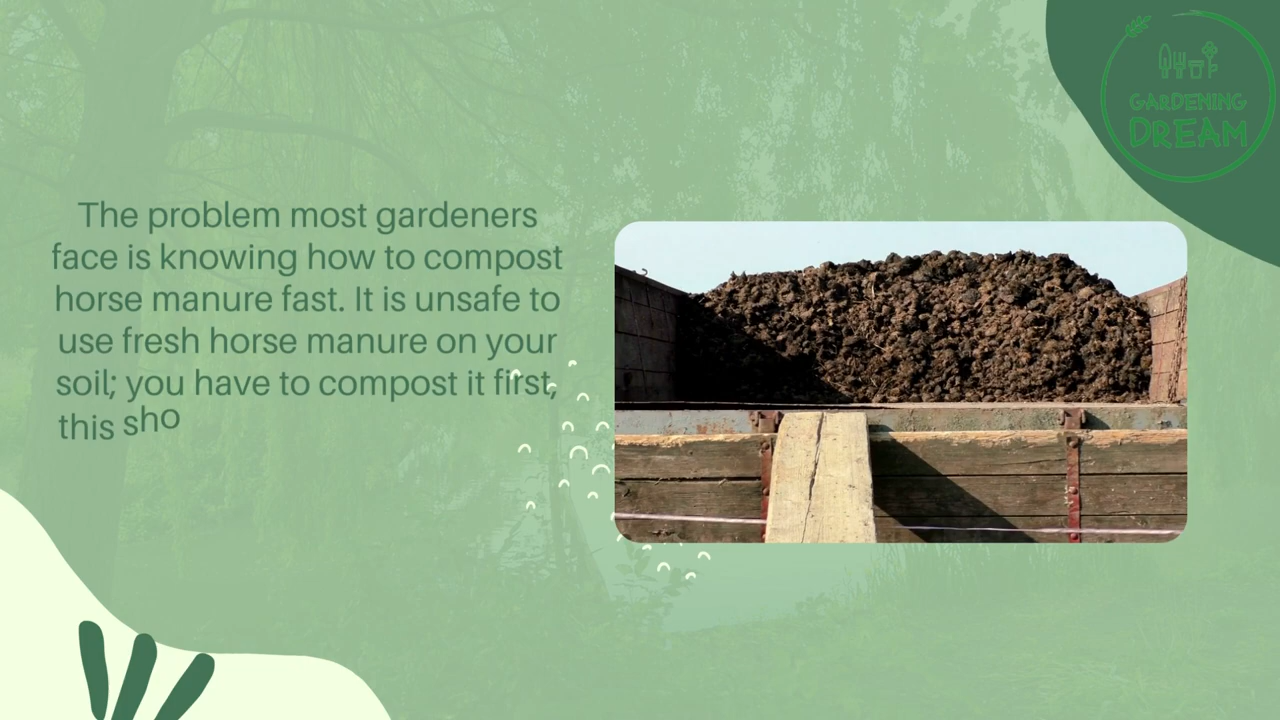 GARDENING
DREAM
The problem most gardeners
face is knowing how to compost
horse manure fast. It is unsafe to
use fresh horse manure on your
soil; you have to compost it first,
this sho